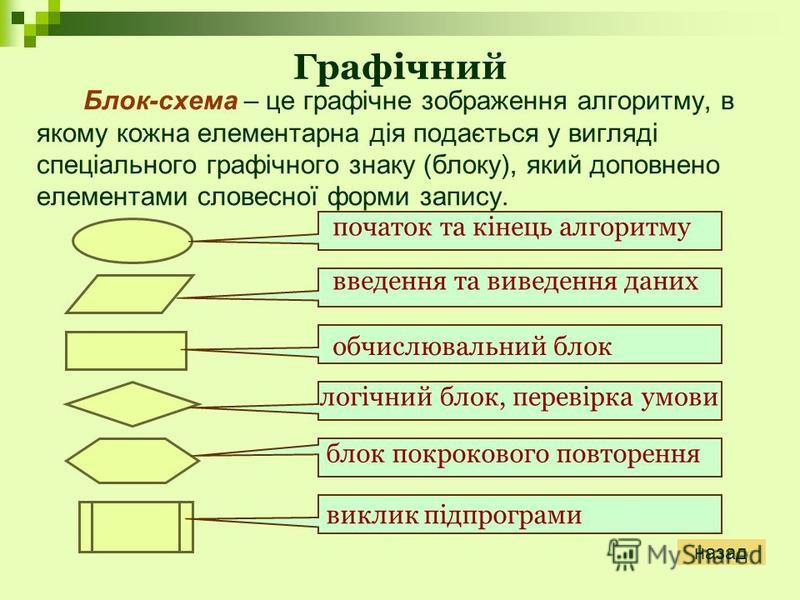 Графічний
Блок-схема – це графічне зображення алгоритму, в
якому кожна елементарна дія подається у вигляді
спеціального графічного знаку (блоку), який доповнено
елементами словесної форми запису.
початок та кінець алгоритму
введення та виведення даних
обчислювальний блок
логічний блок, перевірка умови
блок покрокового повторення
виклик підпрограми
Назад
MyShared